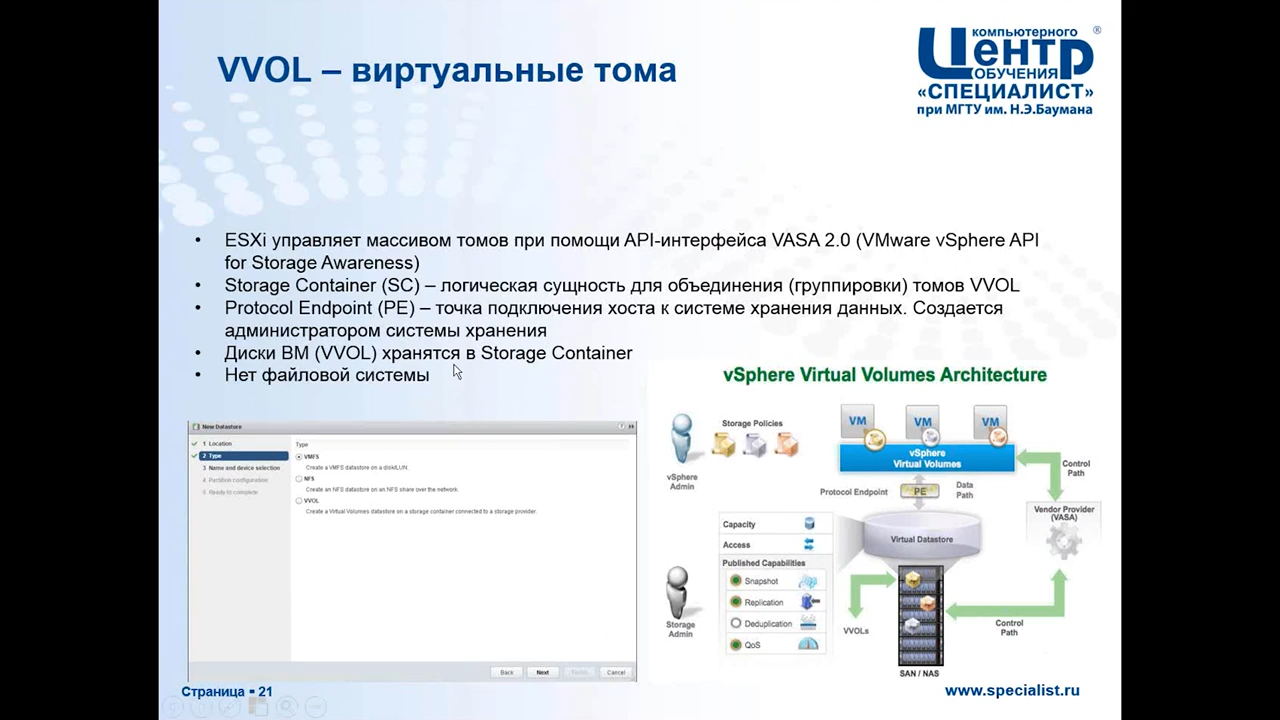 VVOL – виртуальные тома
компьютерного
Центр
ОБУЧЕНИЯ
«СПЕЦИАЛИСТ»
при МГТУ им. Н.Э.Баумана
®
• ESXi управляет массивом томов при помощи API-интерфейса VASA 2.0 (VMware vSphere API
for Storage Awareness)
• Storage Container (SC) – логическая сущность для объединения (группировки) томов VVOL
• Protocol Endpoint (PE) – точка подключения хоста к системе хранения данных. Создается
администратором системы хранения
• Диски ВМ (VVOL) хранятся в Storage Container
• Нет файловой системы
New Datastore
1 Location
2 Type
3 Name and device selection
4 Partition configuration
5 Ready to complete
Type
VMFS
Create a VMFS datastore on a disk/LUN.
NFS
Create an NFS datastore on an NFS share over the network.
VVOL
Create a Virtual Volumes datastore on a storage container connected to a storage provider.
Back
Next
Finish
Cancel
vSphere Virtual Volumes Architecture
Storage Policies
vSphere
Admin
VM
VM
VM
vSphere
Virtual Volumes
Control
Path
Protocol Endpoint
PE
Data
Path
Vendor Provider
(VASA)
Virtual Datastore
Capacity
Access
Published Capabilities
Snapshot
Replication
Deduplication
QoS
Storage
Admin
VVOLs
Control
Path
SAN / NAS
Страница ▪ 21
www.specialist.ru